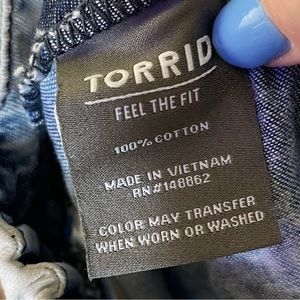 TORRID
FEEL THE FIT
100% COTTON
MADE IN VIETNAM
RN#148862
COLOR MAY TRANSFER
WHEN WORN OR WASHED